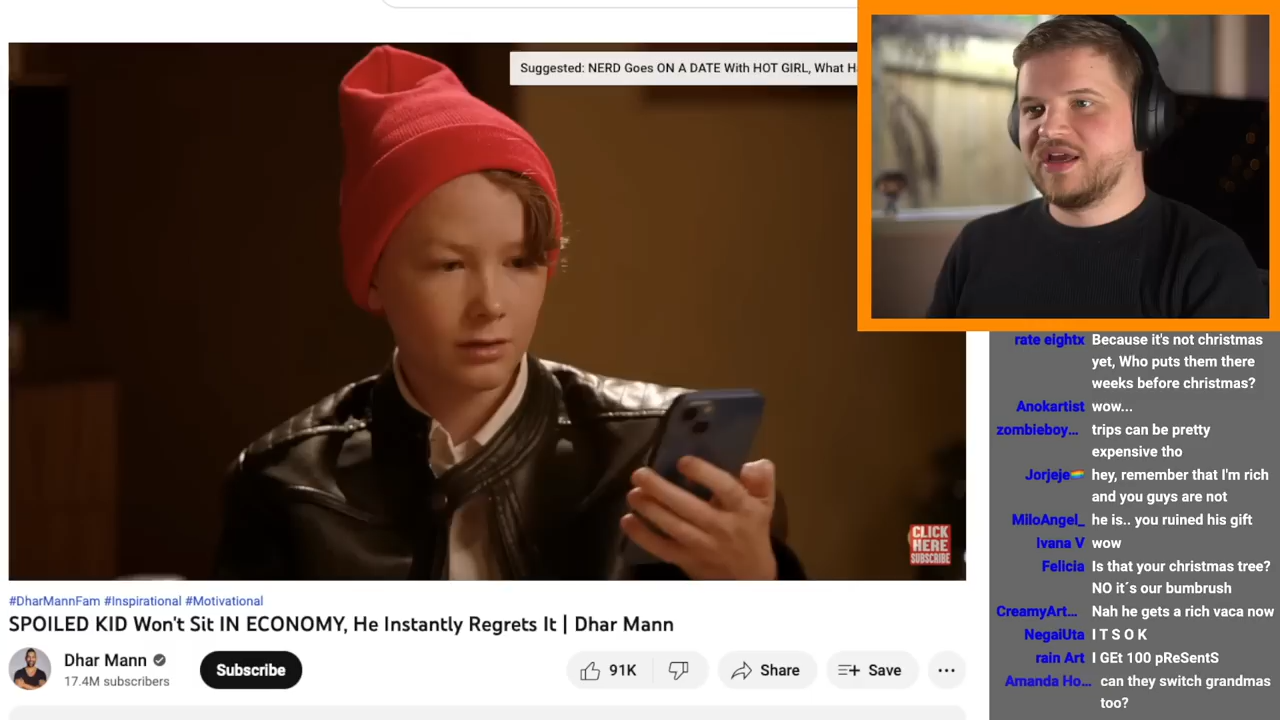 Suggested: NERD Goes ON A DATE With HOT GIRL, What
CLICK
HERE
SUBSCRIBE
#DharMannFam #Inspirational #Motivational
SPOILED KID Won't Sit IN ECONOMY, He Instantly Regrets It | Dhar Mann
Dhar Mann
17.4M subscribers
Subscribe
91K
Share
Save
rate eightx Because it's not christmas
yet, Who puts them there
weeks before christmas?
Anokartist wow...
zombieboy... trips can be pretty
expensive tho
Jorjeje🏳️‍🌈 hey, remember that I'm rich
and you guys are not
MiloAngel_ he is.. you ruined his gift
Ivana V wow
Felicia Is that your christmas tree?
NO it´s our bumbrush
CreamyArt... Nah he gets a rich vaca now
NegaiUta I T S O K
rain Art I GEt 100 pReSentS
Amanda Ho... can they switch grandmas
too?